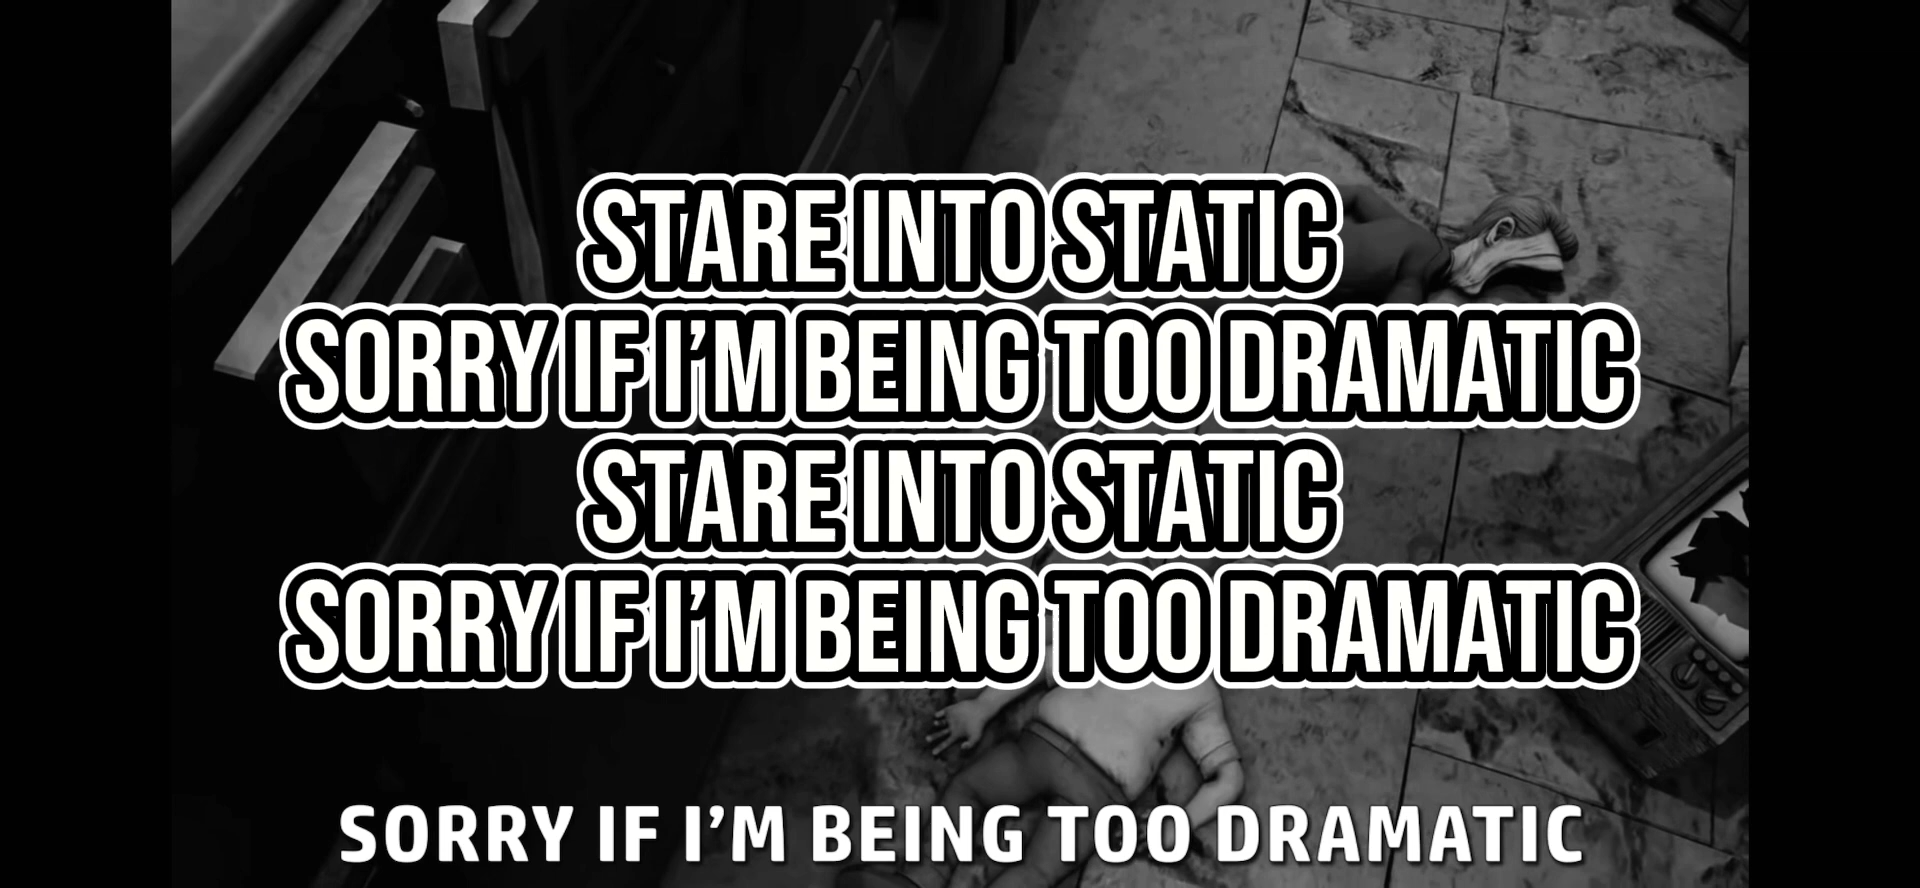 STARE INTO STATIC
SORRY IF I'M BEING TOO DRAMATIC
STARE INTO STATIC
SORRY IF I'M BEING TOO DRAMATIC
SORRY IF I'M BEING TOO DRAMATIC